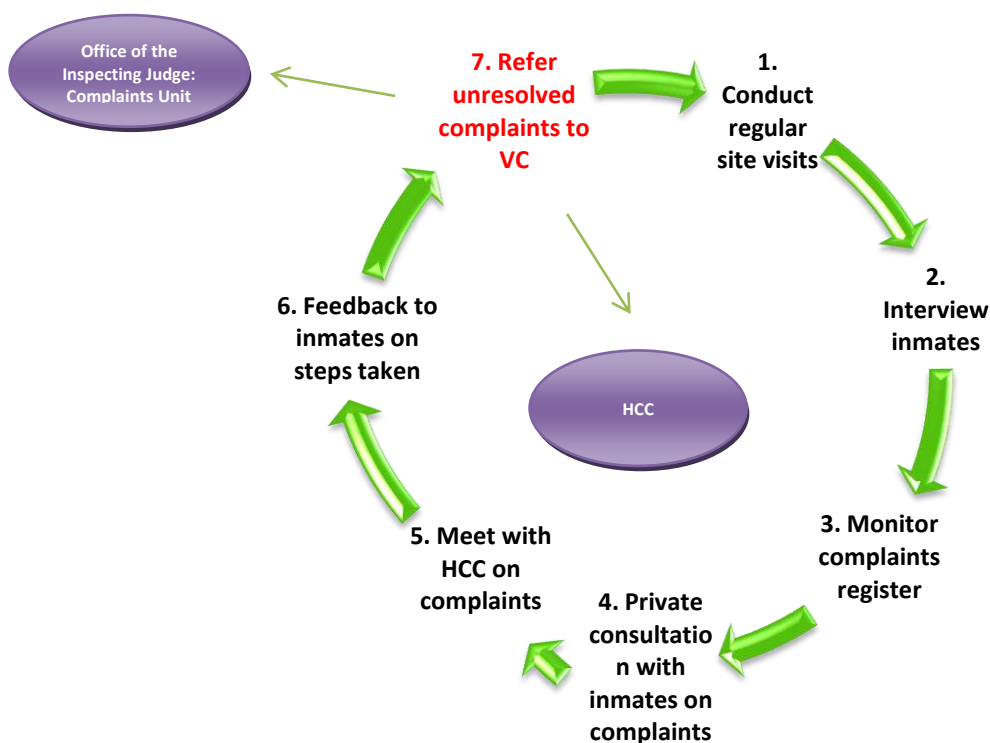 Office of the
Inspecting Judge:
Complaints Unit
7. Refer
unresolved
complaints to
VC
1.
Conduct
regular
site visits
2.
Interview
inmates
3. Monitor
complaints
register
4. Private
consultatio
n with
inmates on
complaints
5. Meet with
HCC on
complaints
6. Feedback to
inmates on
steps taken
HCC